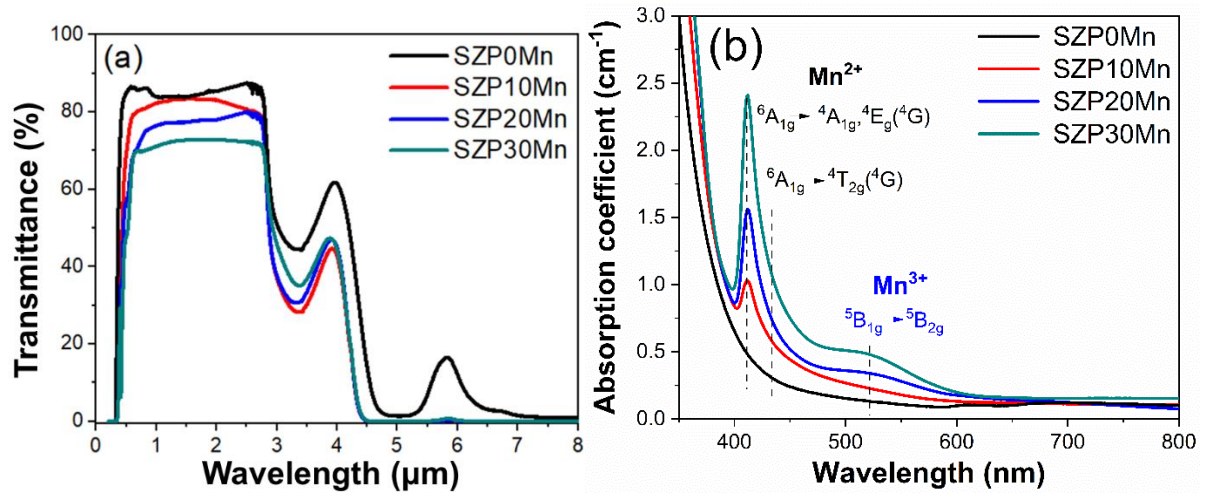 (a)
SZP0Mn
SZP10Mn
SZP20Mn
SZP30Mn
Transmittance (%)
100
80
60
40
20
0
0 1 2 3 4 5 6 7 8
Wavelength (μm)
(b)
SZP0Mn
SZP10Mn
SZP20Mn
SZP30Mn
Mn²⁺
⁶A₁g ► ⁴A₁g,⁴Eg(⁴G)
⁶A₁g ► ⁴T₂g(⁴G)
Mn³⁺
⁵B₁g ► ⁵B₂g
Absorption coefficient (cm⁻¹)
3.0
2.5
2.0
1.5
1.0
0.5
0.0
400 500 600 700 800
Wavelength (nm)